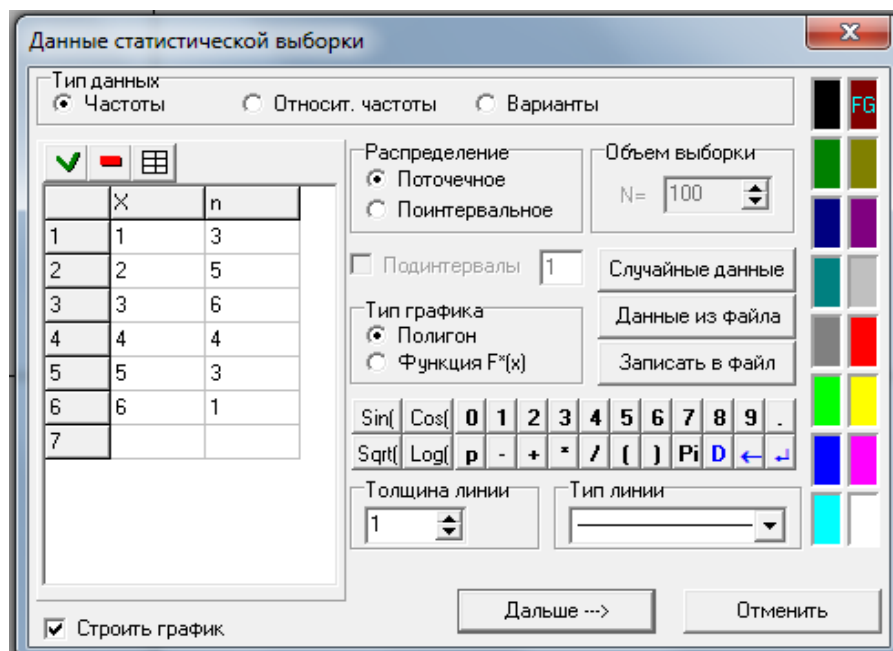 Данные статистической выборки
Тип данных
Частоты
Относит. частоты
Варианты
FG
Распределение
Поточечное
Поинтервальное
Объем выборки
N= 100
X n
1 1 3
2 2 5
3 3 6
4 4 4
5 5 3
6 6 1
7
Подинтервалы 1
Случайные данные
Данные из файла
Записать в файл
Тип графика
Полигон
Функция F*(x)
Sin( Cos( 0 1 2 3 4 5 6 7 8 9 .
Sqrt( Log( p - + * / ( ) Pi D ← ↲
Толщина линии
1
Тип линии
Строить график
Дальше --->
Отменить